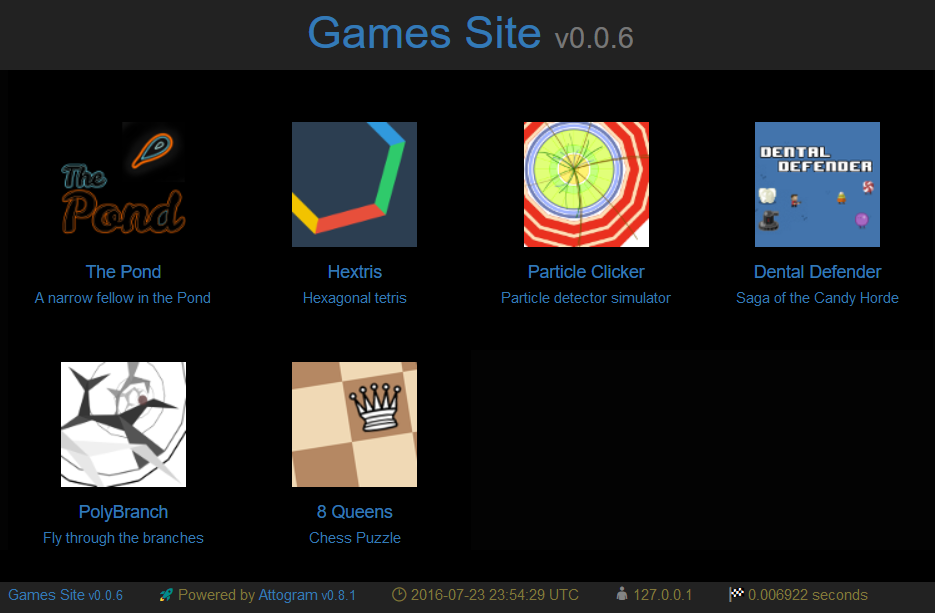 Games Site v0.0.6
The Pond
DENTAL DEFENDER
The Pond
Hextris
Particle Clicker
Dental Defender
A narrow fellow in the Pond
Hexagonal tetris
Particle detector simulator
Saga of the Candy Horde
PolyBranch
8 Queens
Fly through the branches
Chess Puzzle
Games Site v0.0.6
Powered by Attogram v0.8.1
2016-07-23 23:54:29 UTC
127.0.0.1
0.006922 seconds